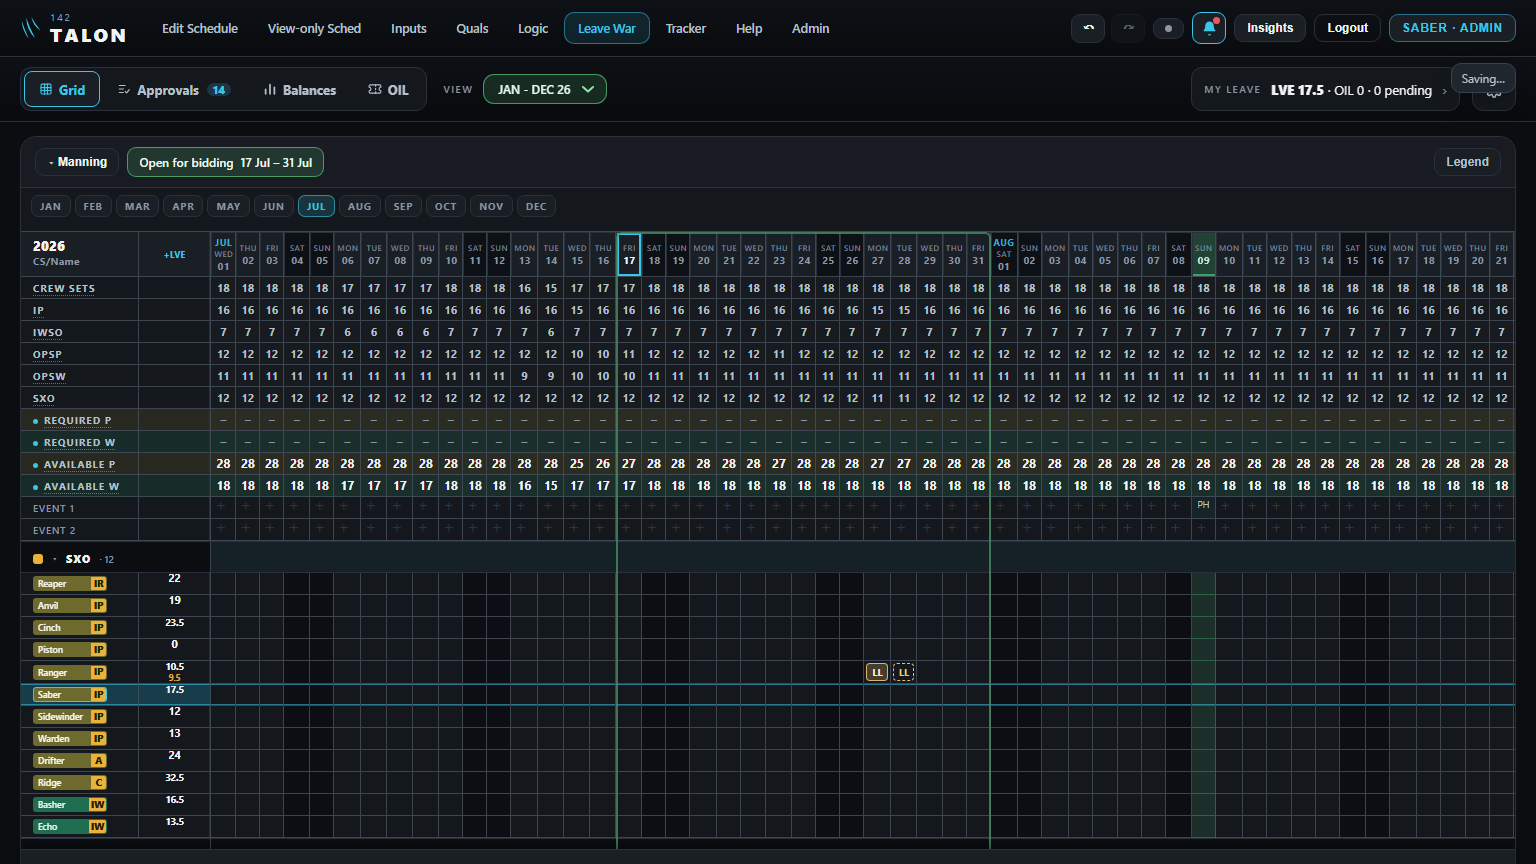 142
TALON
Edit Schedule View-only Sched Inputs Quals Logic Leave War Tracker Help Admin
Insights Logout SABER · ADMIN
Grid Approvals 14 Balances OIL VIEW JAN - DEC 26
MY LEAVE LVE 17.5 · OIL 0 · 0 pending ›
Saving...
Manning Open for bidding 17 Jul – 31 Jul Legend
JAN FEB MAR APR MAY JUN JUL AUG SEP OCT NOV DEC
2026
CS/Name
+LVE
JUL WED 01 THU 02 FRI 03 SAT 04 SUN 05 MON 06 TUE 07 WED 08 THU 09 FRI 10 SAT 11 SUN 12 MON 13 TUE 14 WED 15 THU 16 FRI 17 SAT 18 SUN 19 MON 20 TUE 21 WED 22 THU 23 FRI 24 SAT 25 SUN 26 MON 27 TUE 28 WED 29 THU 30 FRI 31 AUG SAT 01 SUN 02 MON 03 TUE 04 WED 05 THU 06 FRI 07 SAT 08 SUN 09 MON 10 TUE 11 WED 12 THU 13 FRI 14 SAT 15 SUN 16 MON 17 TUE 18 WED 19 THU 20 FRI 21
CREW SETS 18 18 18 18 18 17 17 17 17 18 18 18 16 15 17 17 17 18 18 18 18 18 18 18 18 18 18 18 18 18 18 18 18 18 18 18 18 18 18 18 18 18 18 18 18 18 18 18 18 18 18 18
IP 16 16 16 16 16 16 16 16 16 16 16 16 16 16 15 16 16 16 16 16 16 16 16 16 16 16 15 15 16 16 16 16 16 16 16 16 16 16 16 16 16 16 16 16 16 16 16 16 16 16 16 16
IWSO 7 7 7 7 7 6 6 6 6 7 7 7 7 6 7 7 7 7 7 7 7 7 7 7 7 7 7 7 7 7 7 7 7 7 7 7 7 7 7 7 7 7 7 7 7 7 7 7 7 7 7 7
OPSP 12 12 12 12 12 12 12 12 12 12 12 12 12 12 10 10 11 12 12 12 12 12 11 12 12 12 12 12 12 12 12 12 12 12 12 12 12 12 12 12 12 12 12 12 12 12 12 12 12 12 12 12
OPSW 11 11 11 11 11 11 11 11 11 11 11 11 9 9 10 10 10 11 11 11 11 11 11 11 11 11 11 11 11 11 11 11 11 11 11 11 11 11 11 11 11 11 11 11 11 11 11 11 11 11 11 11
SXO 12 12 12 12 12 12 12 12 12 12 12 12 12 12 12 12 12 12 12 12 12 12 12 12 12 12 11 11 12 12 12 12 12 12 12 12 12 12 12 12 12 12 12 12 12 12 12 12 12 12 12 12
REQUIRED P – – – – – – – – – – – – – – – – – – – – – – – – – – – – – – – – – – – – – – – – – – – – – – – – – – – –
REQUIRED W – – – – – – – – – – – – – – – – – – – – – – – – – – – – – – – – – – – – – – – – – – – – – – – – – – – –
AVAILABLE P 28 28 28 28 28 28 28 28 28 28 28 28 28 28 25 26 27 28 28 28 28 28 27 28 28 28 27 27 28 28 28 28 28 28 28 28 28 28 28 28 28 28 28 28 28 28 28 28 28 28 28 28
AVAILABLE W 18 18 18 18 18 17 17 17 17 18 18 18 16 15 17 17 17 18 18 18 18 18 18 18 18 18 18 18 18 18 18 18 18 18 18 18 18 18 18 18 18 18 18 18 18 18 18 18 18 18 18 18
EVENT 1 + + + + + + + + + + + + + + + + + + + + + + + + + + + + + + + + + + + + + + + PH + + + + + + + + + + + +
EVENT 2 + + + + + + + + + + + + + + + + + + + + + + + + + + + + + + + + + + + + + + + + + + + + + + + + + + + +
· SXO · 12
Reaper IR 22
Anvil IP 19
Cinch IP 23.5
Piston IP 0
Ranger IP 10.5 9.5 LL LL
Saber IP 17.5
Sidewinder IP 12
Warden IP 13
Drifter A 24
Ridge C 32.5
Basher IW 16.5
Echo IW 13.5